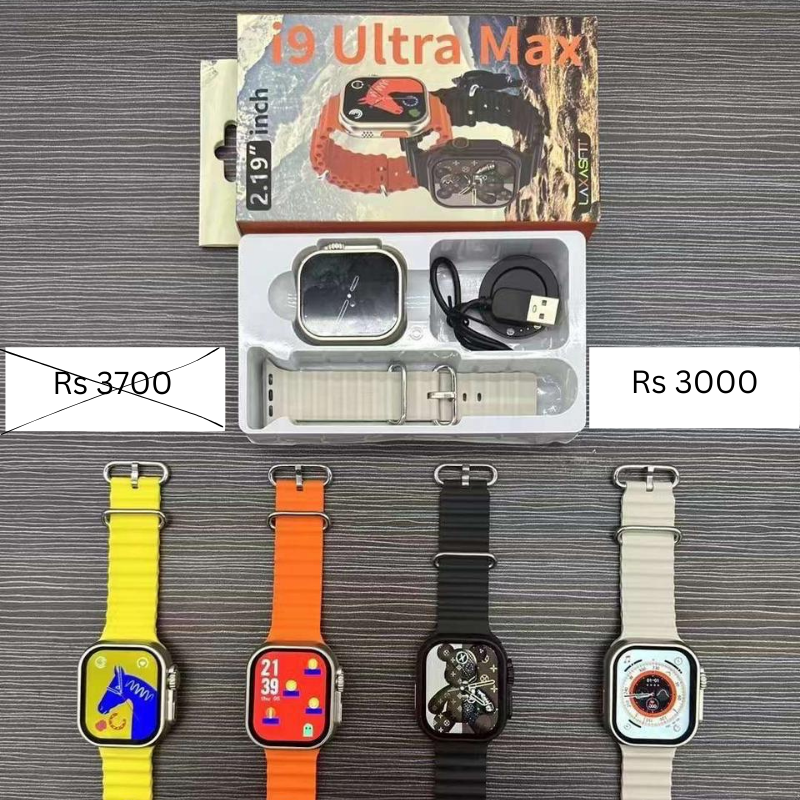 i9 Ultra Max
2.19" inch
LAXASFIT
Rs 3700
Rs 3000
21
39